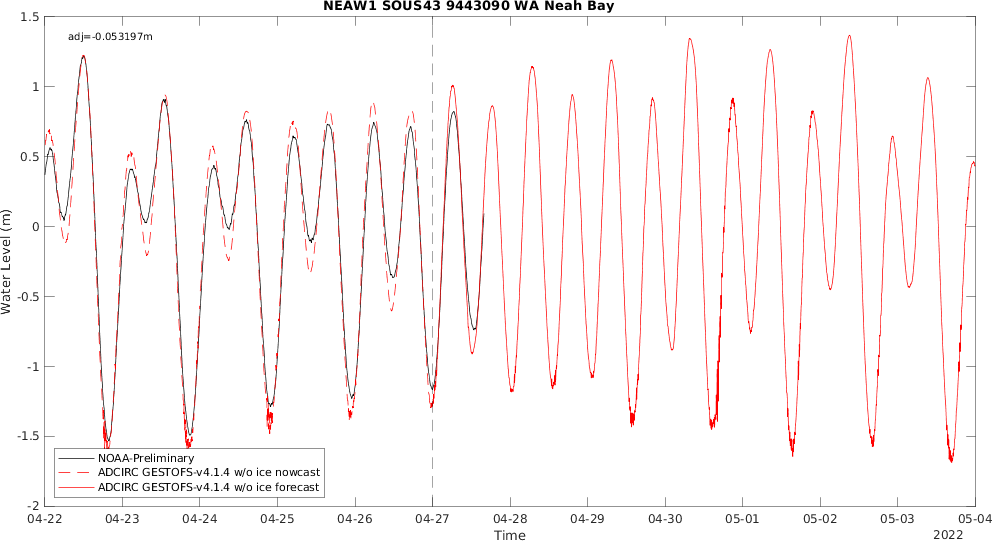 NEAW1 SOUS43 9443090 WA Neah Bay
adj=-0.053197m
1.5
1
0.5
0
-0.5
-1
-1.5
-2
Water Level (m)
NOAA-Preliminary
ADCIRC GESTOFS-v4.1.4 w/o ice nowcast
ADCIRC GESTOFS-v4.1.4 w/o ice forecast
04-22 04-23 04-24 04-25 04-26 04-27 04-28 04-29 04-30 05-01 05-02 05-03 05-04
Time
2022